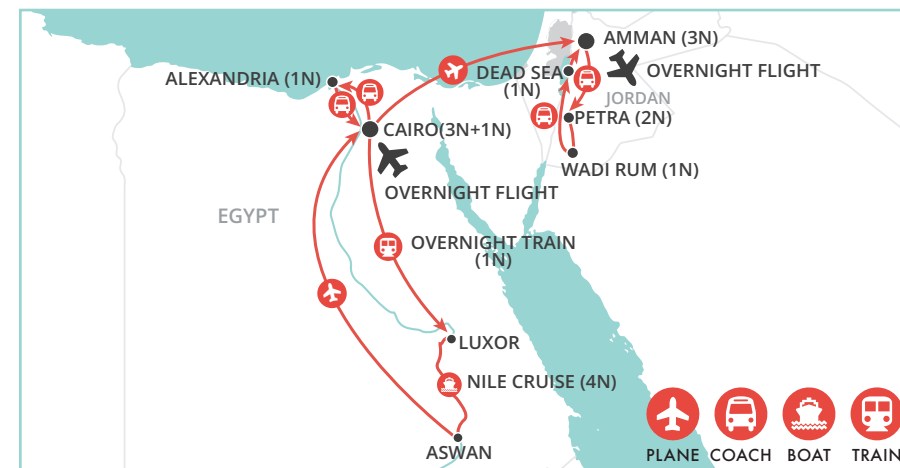 AMMAN (3N)
ALEXANDRIA (1N)
DEAD SEA
(1N)
OVERNIGHT FLIGHT
JORDAN
PETRA (2N)
CAIRO(3N+1N)
WADI RUM (1N)
OVERNIGHT FLIGHT
EGYPT
OVERNIGHT TRAIN
(1N)
LUXOR
NILE CRUISE (4N)
ASWAN
PLANE
COACH
BOAT
TRAIN